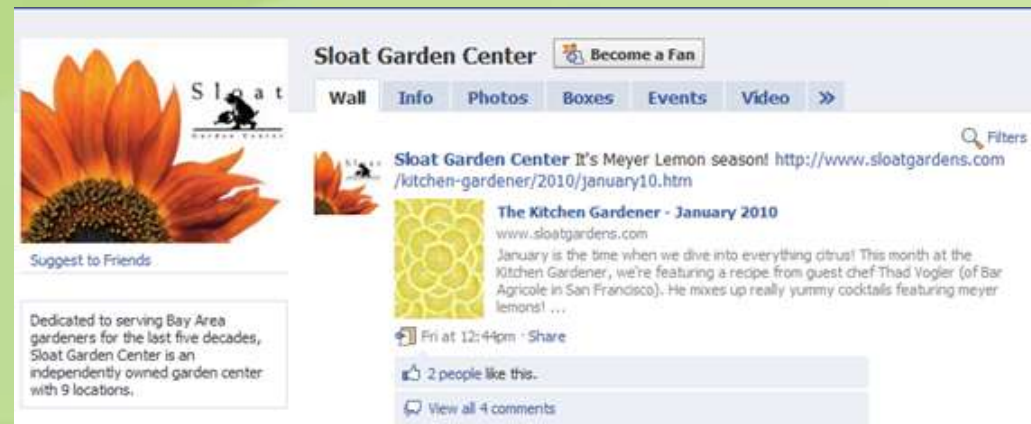 Sloat
Garden Center
Suggest to Friends
Dedicated to serving Bay Area
gardeners for the last five decades,
Sloat Garden Center is an
independently owned garden center
with 9 locations.
Sloat Garden Center Become a Fan
Wall Info Photos Boxes Events Video »
Filters
Sloat Garden Center It's Meyer Lemon season! http://www.sloatgardens.com
/kitchen-gardener/2010/january10.htm
The Kitchen Gardener - January 2010
www.sloatgardens.com
January is the time when we dive into everything citrus! This month at the
Kitchen Gardener, we're featuring a recipe from guest chef Thad Vogler (of Bar
Agricole in San Francisco). He mixes up really yummy cocktails featuring meyer
lemons! ...
Fri at 12:44pm · Share
2 people like this.
View all 4 comments